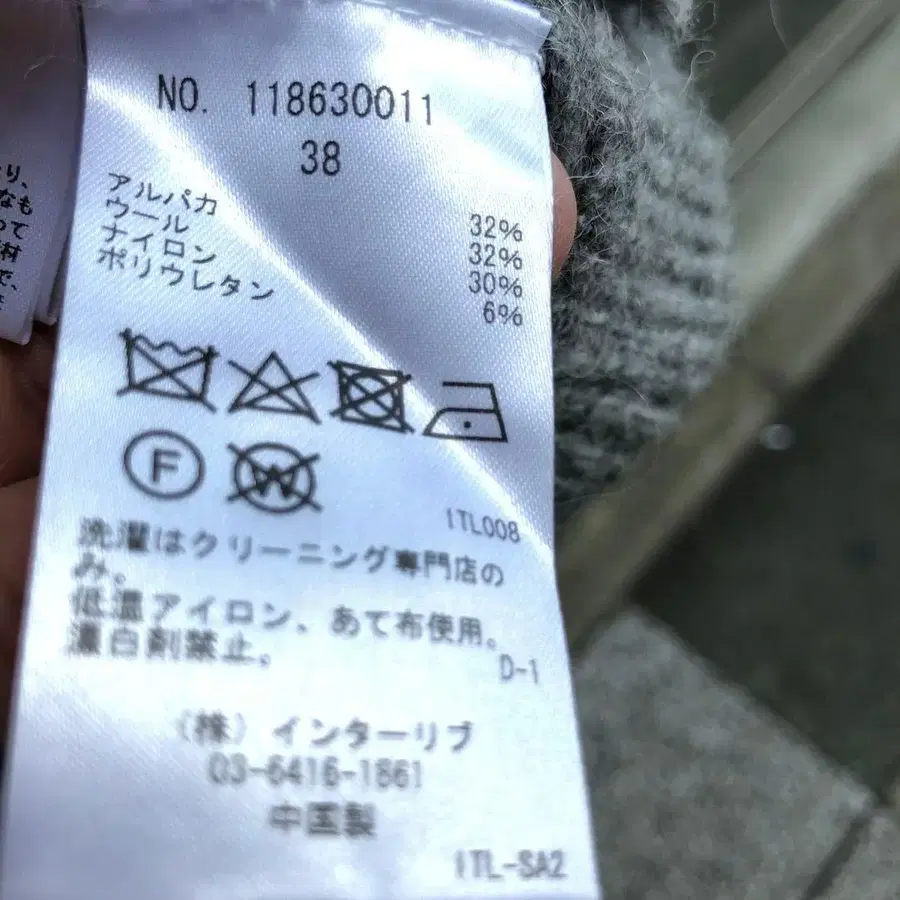 NO. 118630011
38
アルパカ 32%
ウール 32%
ナイロン 30%
ポリウレタン 6%
F
W
ITL008
洗濯はクリーニング専門店の
み。
低温アイロン、あて布使用。
漂白剤禁止。
D-1
(株) インターリブ
03-6416-1861
中国製
ITL-SA2